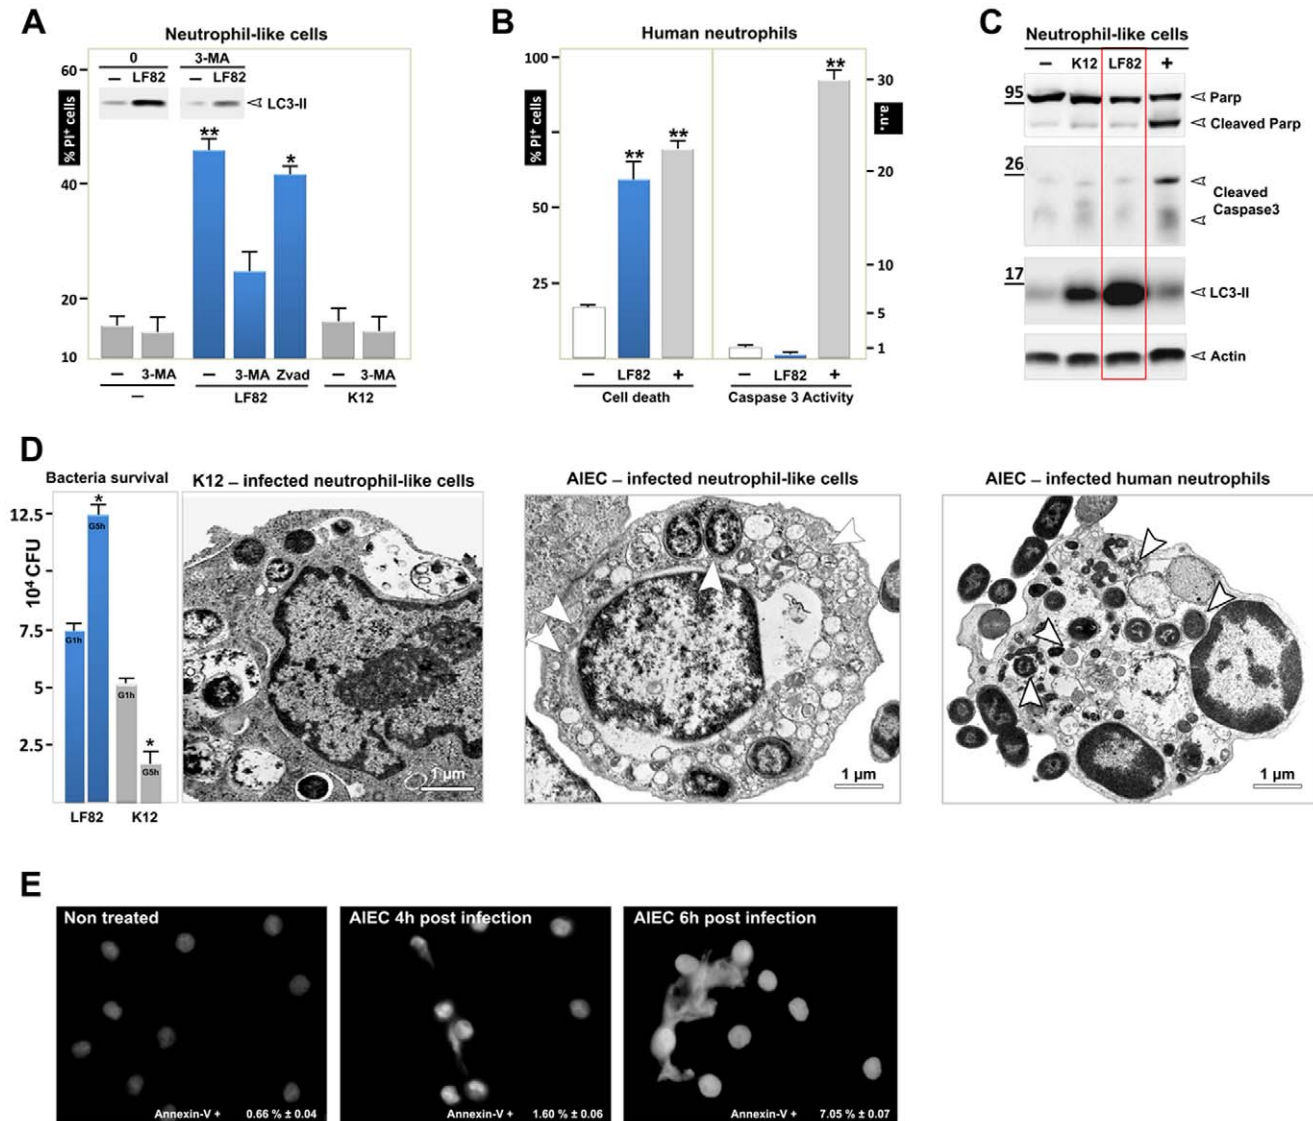 A
Neutrophil-like cells
0 3-MA
– LF82 – LF82
LC3-II
60
40
20
10
% PI+ cells
** *
– 3-MA – 3-MA Zvad – 3-MA
– LF82 K12
B
Human neutrophils
100
50
25
% PI+ cells
** ** **
a.u.
30
20
10
5
1
– LF82 + – LF82 +
Cell death Caspase 3 Activity
C
Neutrophil-like cells
– K12 LF82 +
95
Parp
Cleaved Parp
26
Cleaved
Caspase3
17
LC3-II
Actin
D
Bacteria survival
12.5
7.5
5
2.5
10⁴ CFU
* *
G1h G5h G1h G5h
LF82 K12
K12 – infected neutrophil-like cells
1 µm
AIEC – infected neutrophil-like cells
1 µm
AIEC – infected human neutrophils
1 µm
E
Non treated
Annexin-V + 0.66 % ± 0.04
AIEC 4h post infection
Annexin-V + 1.60 % ± 0.06
AIEC 6h post infection
Annexin-V + 7.05 % ± 0.07